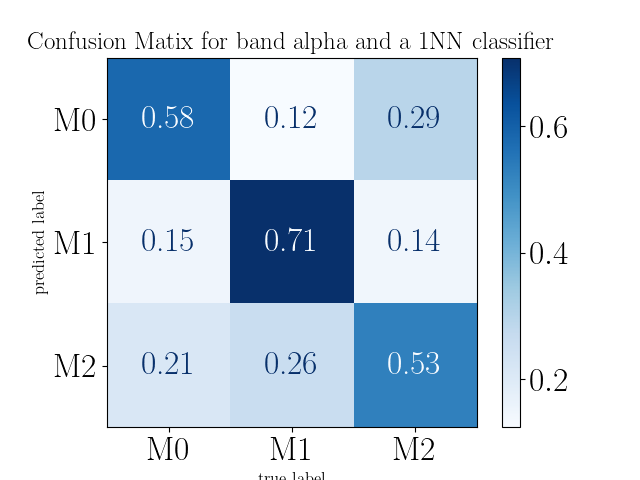 Confusion Matix for band alpha and a 1NN classifier
predicted label
M0 0.58 0.12 0.29
M1 0.15 0.71 0.14
M2 0.21 0.26 0.53
M0 M1 M2
true label
0.6
0.4
0.2